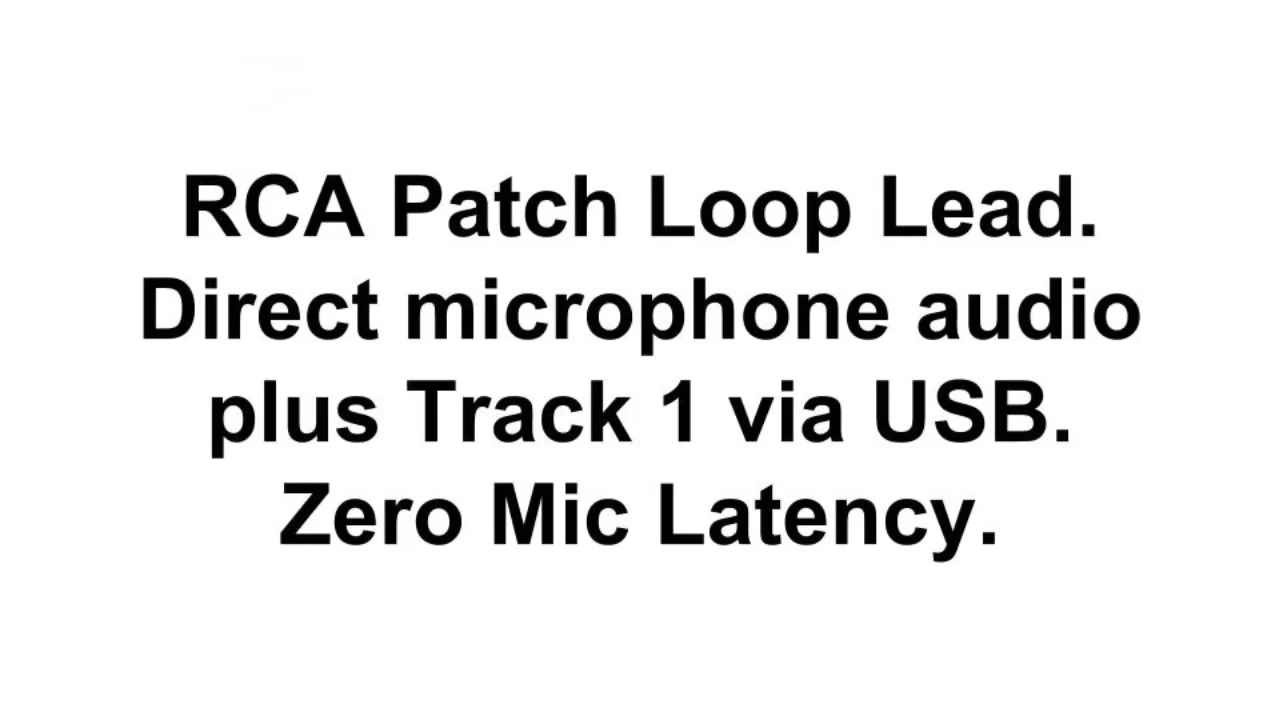 RCA Patch Loop Lead.
Direct microphone audio
plus Track 1 via USB.
Zero Mic Latency.